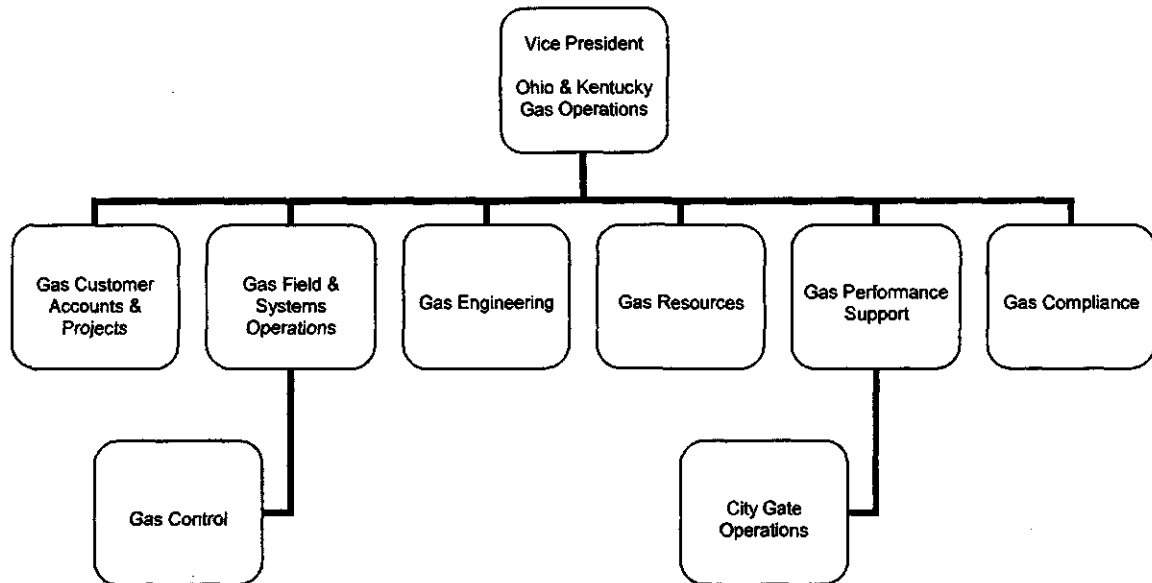 Vice President
Ohio & Kentucky
Gas Operations
Gas Customer
Accounts &
Projects
Gas Field &
Systems
Operations
Gas Engineering
Gas Resources
Gas Performance
Support
Gas Compliance
Gas Control
City Gate
Operations